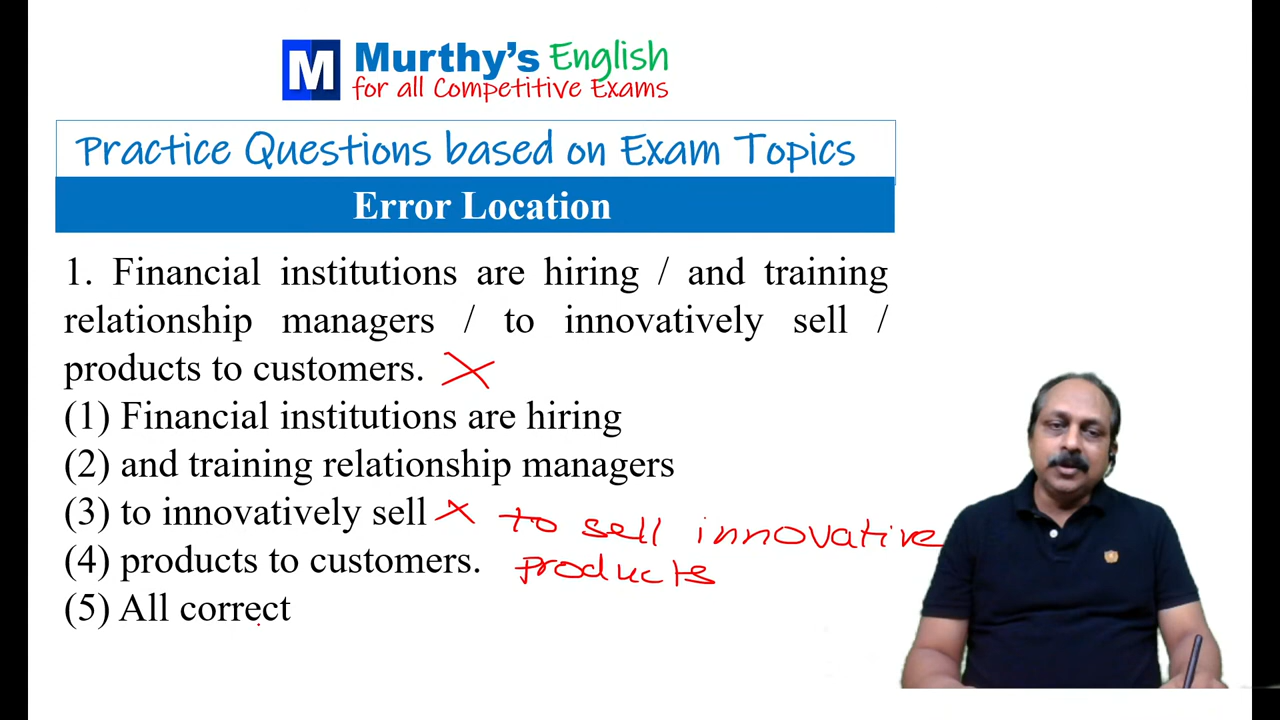 M Murthy's English
for all Competitive Exams
Practice Questions based on Exam Topics
Error Location
1. Financial institutions are hiring / and training
relationship managers / to innovatively sell /
products to customers.
(1) Financial institutions are hiring
(2) and training relationship managers
(3) to innovatively sell to sell innovative
(4) products to customers. products
(5) All correct